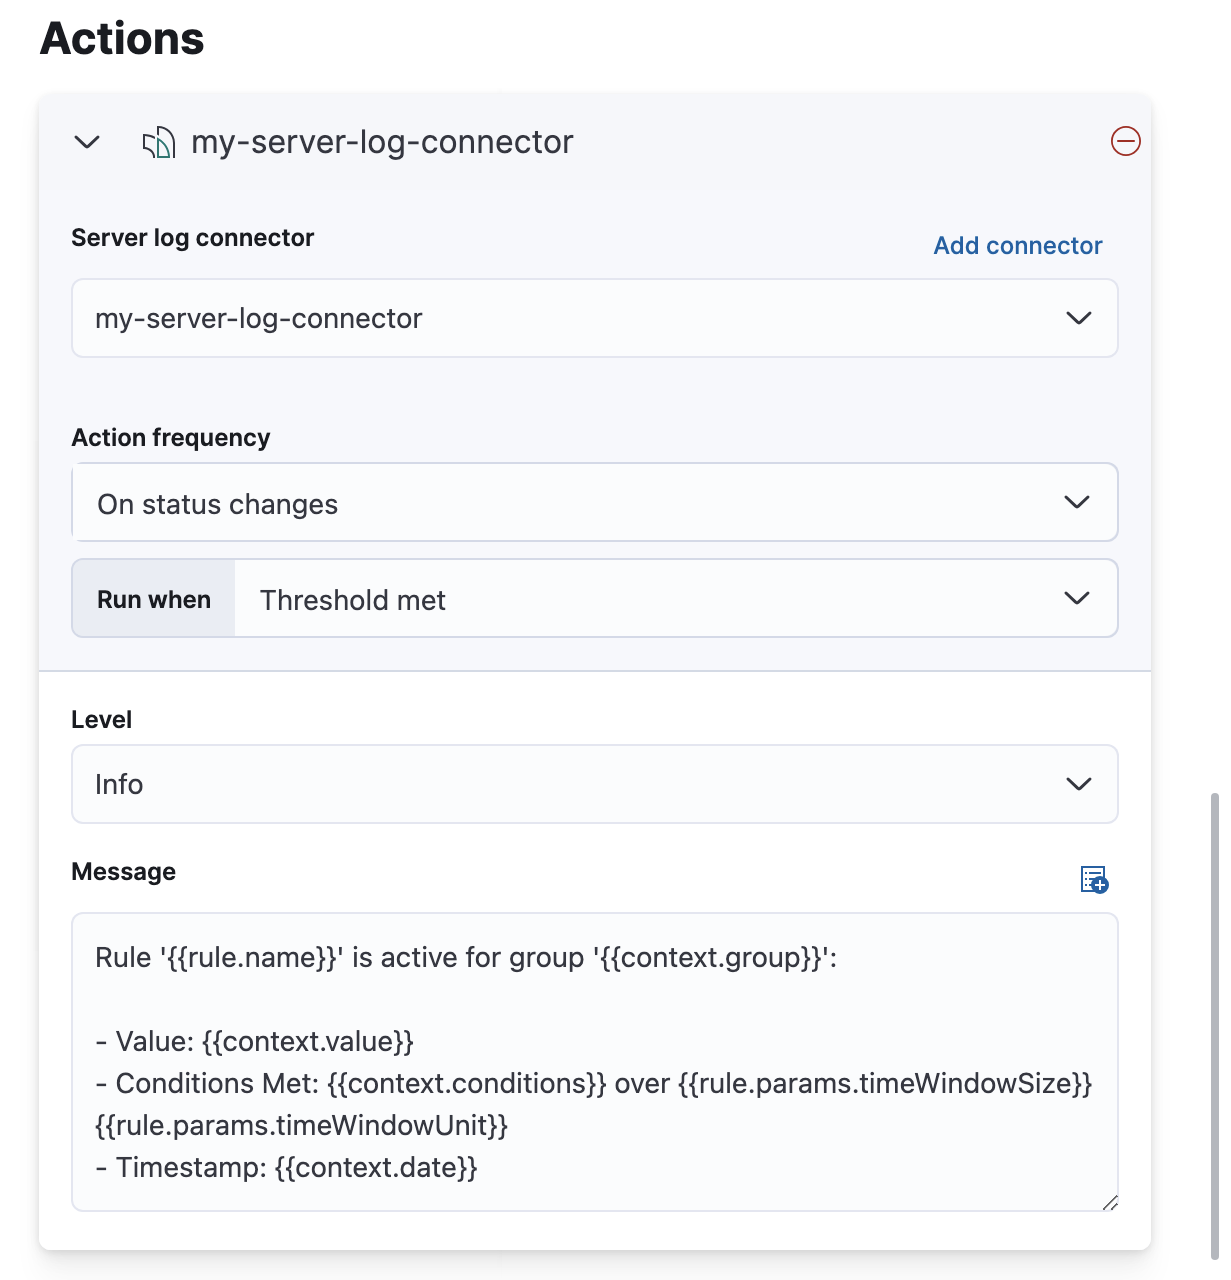 Actions
my-server-log-connector
Server log connector
Add connector
my-server-log-connector
Action frequency
On status changes
Run when
Threshold met
Level
Info
Message
Rule '{{rule.name}}' is active for group '{{context.group}}':
- Value: {{context.value}}
- Conditions Met: {{context.conditions}} over {{rule.params.timeWindowSize}}
{{rule.params.timeWindowUnit}}
- Timestamp: {{context.date}}